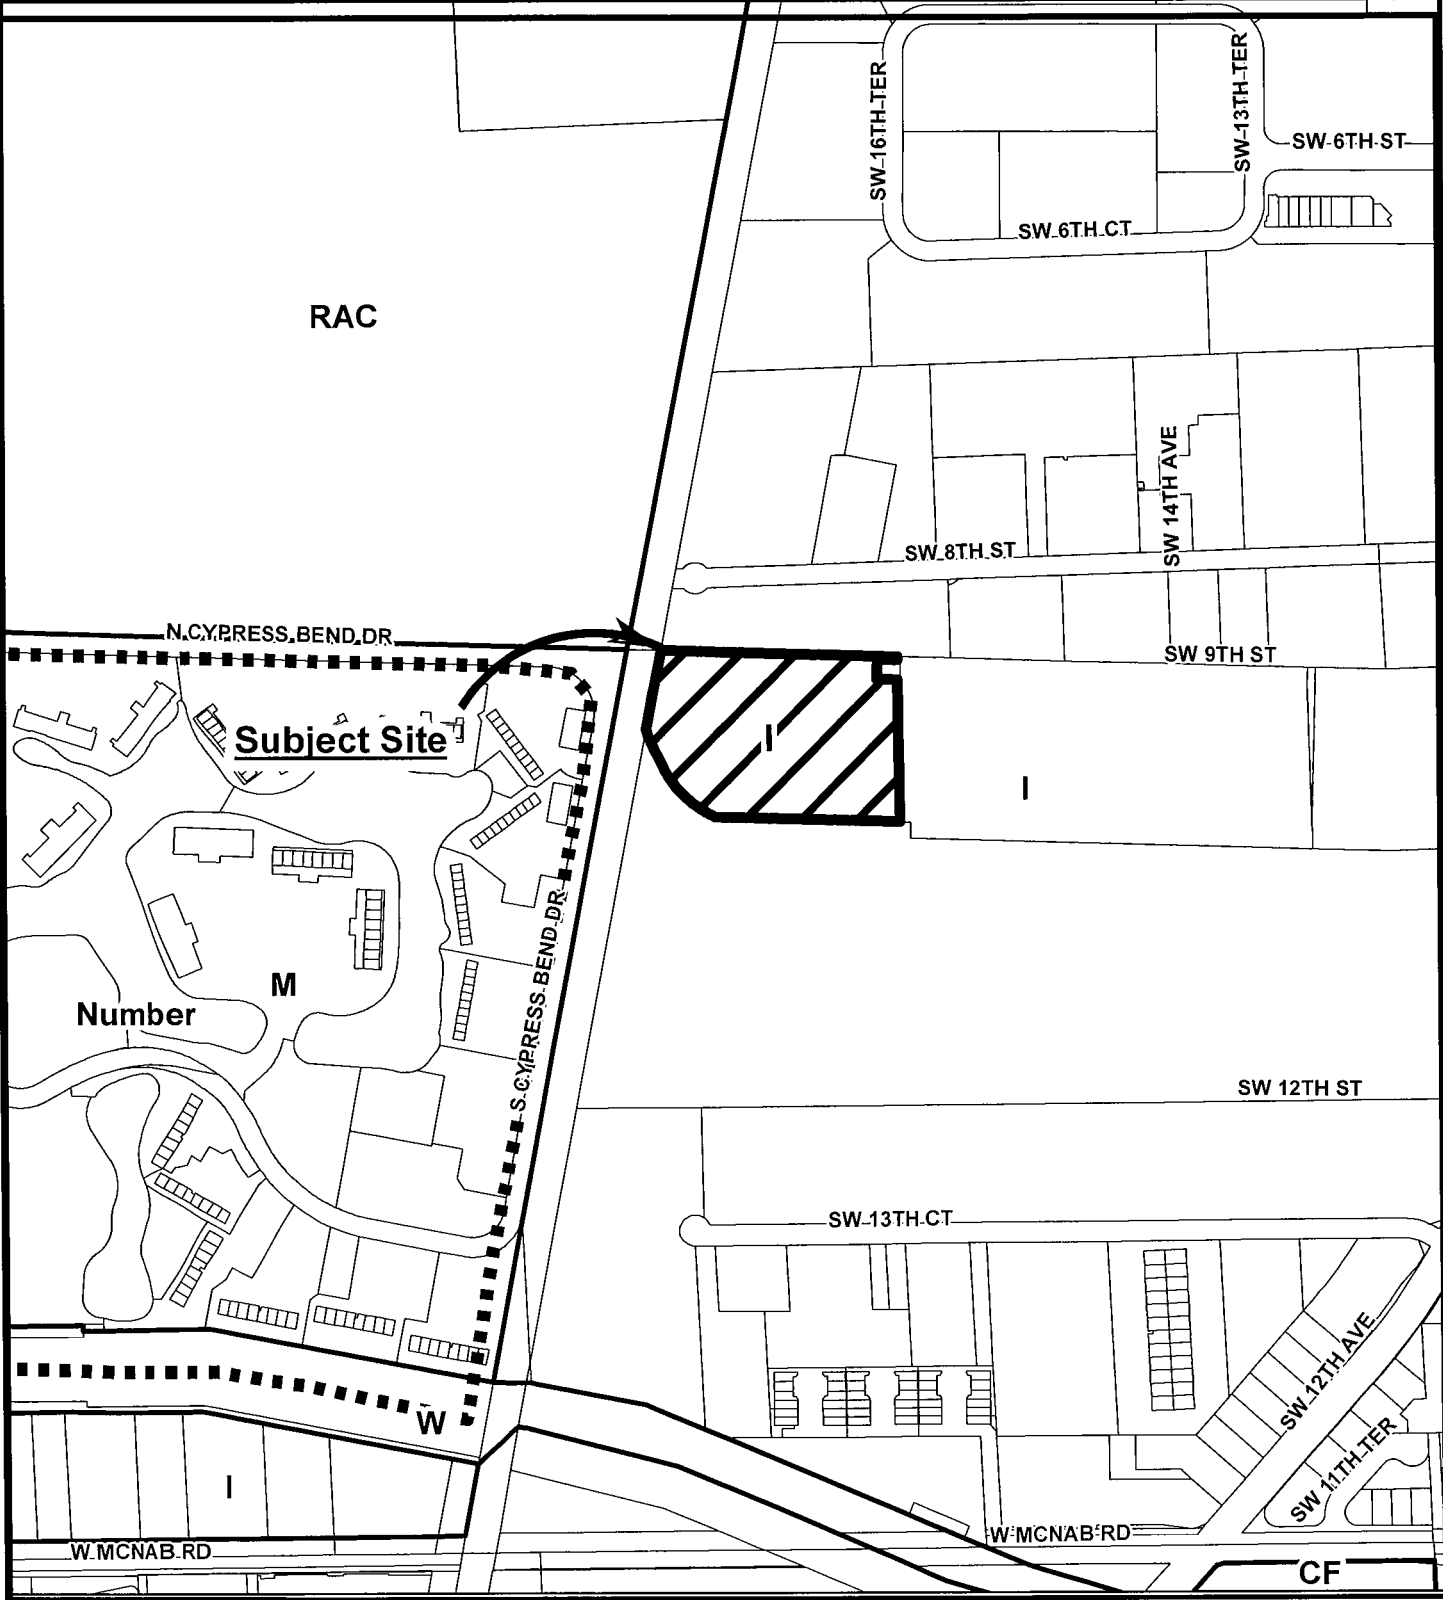 SW 16TH TER
SW 13TH TER
SW 6TH ST
SW 6TH CT
RAC
SW 14TH AVE
SW 8TH ST
N CYPRESS BEND DR
SW 9TH ST
Subject Site
I
I
S CYPRESS BEND DR
M
Number
SW 12TH ST
SW 13TH CT
SW 12TH AVE
W
SW 11TH TER
I
W MCNAB RD
W MCNAB RD
CF